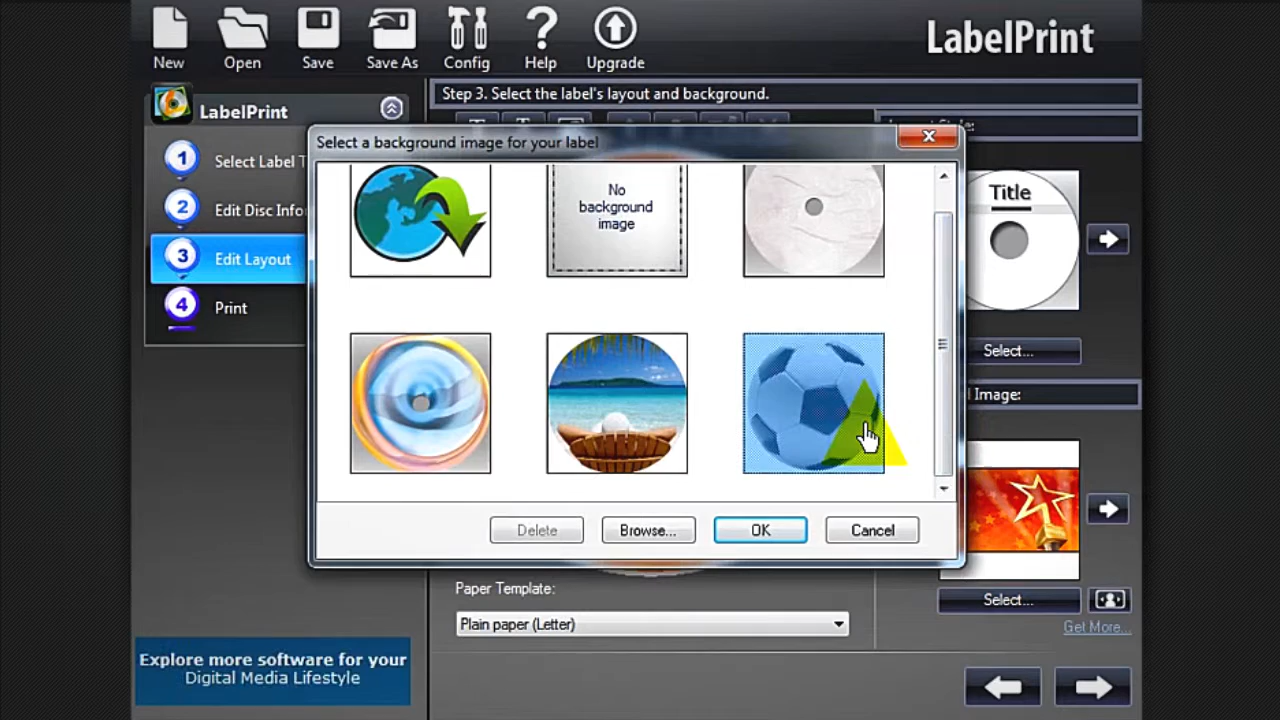 LabelPrint
New
Open
Save
Save As
Config
Help
Upgrade
LabelPrint
Step 3. Select the label's layout and background.
1
Select Label T
2
Edit Disc Info
3
Edit Layout
4
Print
Select a background image for your label
No
background
image
Title
Select...
Image:
Delete
Browse...
OK
Cancel
Paper Template:
Plain paper (Letter)
Select...
Get More...
Explore more software for your
Digital Media Lifestyle